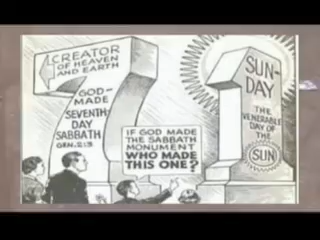 CREATOR
OF HEAVEN
AND EARTH
GOD-
MADE
SEVENTH-
DAY
SABBATH
GEN. 2:3
IF GOD MADE
THE SABBATH
MONUMENT
WHO MADE
THIS ONE?
SUN-
DAY
THE
VENERABLE
DAY OF
THE
SUN